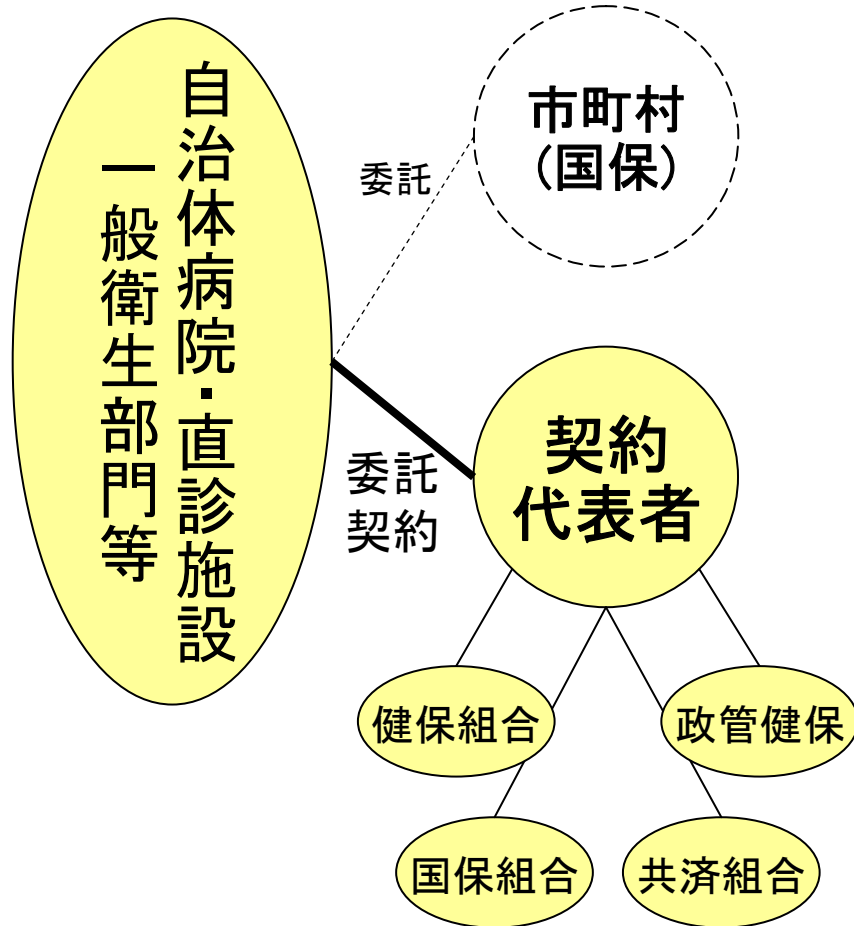 自治体病院・直診施設
一般衛生部門等
委託
市町村
(国保)
委託
契約
契約
代表者
健保組合
政管健保
国保組合
共済組合